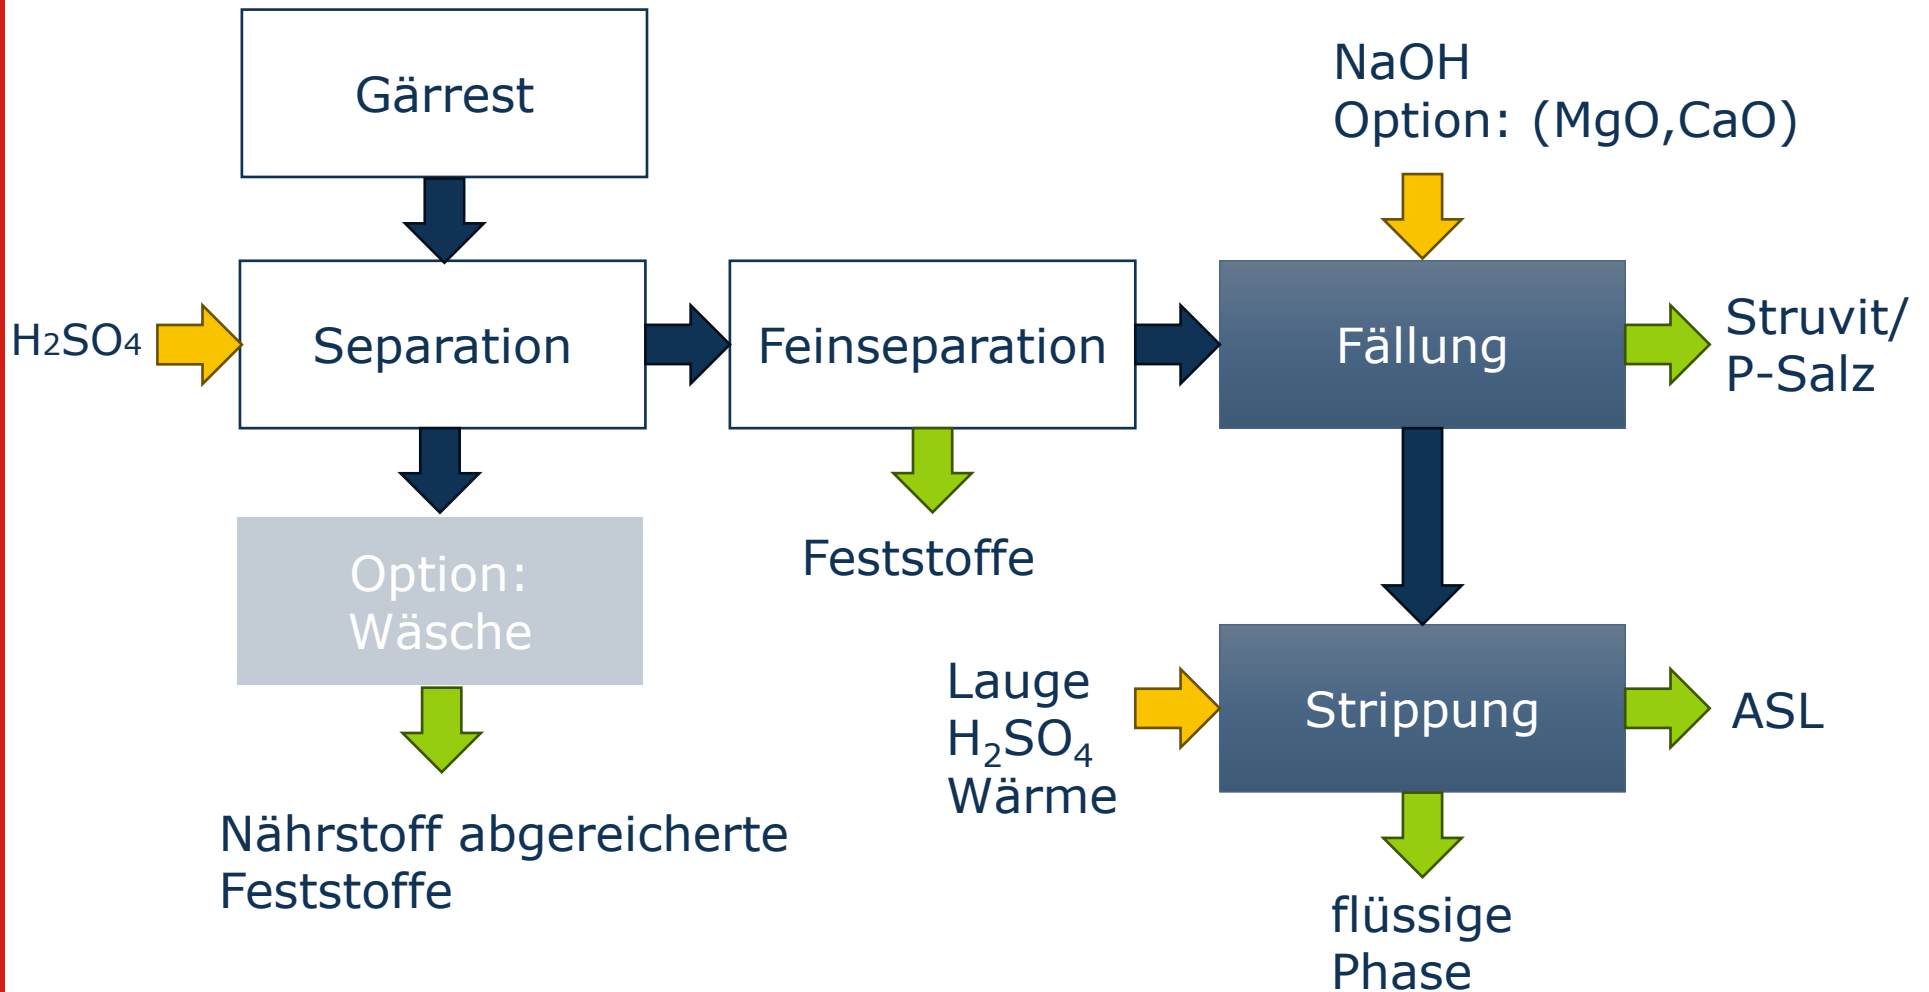 Gärrest
NaOH
Option: (MgO,CaO)
H2SO4
Separation
Feinseparation
Fällung
Struvit/
P-Salz
Option:
Wäsche
Feststoffe
Lauge
H₂SO₄
Wärme
Strippung
ASL
Nährstoff abgereicherte
Feststoffe
flüssige
Phase